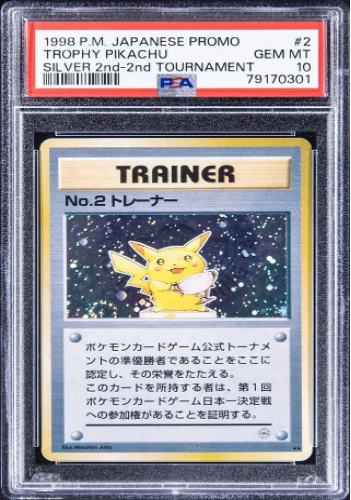 1998 P.M. JAPANESE PROMO #2
TROPHY PIKACHU GEM MT
SILVER 2nd-2nd TOURNAMENT 10
PSA 79170301
TRAINER
No.2 トレーナー
ポケモンカードゲーム公式トーナ
メントの準優勝者であることをここに
認定し、その栄誉をたたえる。
このカードを所持する者は、第1回
ポケモンカードゲーム日本一決定戦
への参加権があることを証明する。
Illus. Mitsuhiro Arita